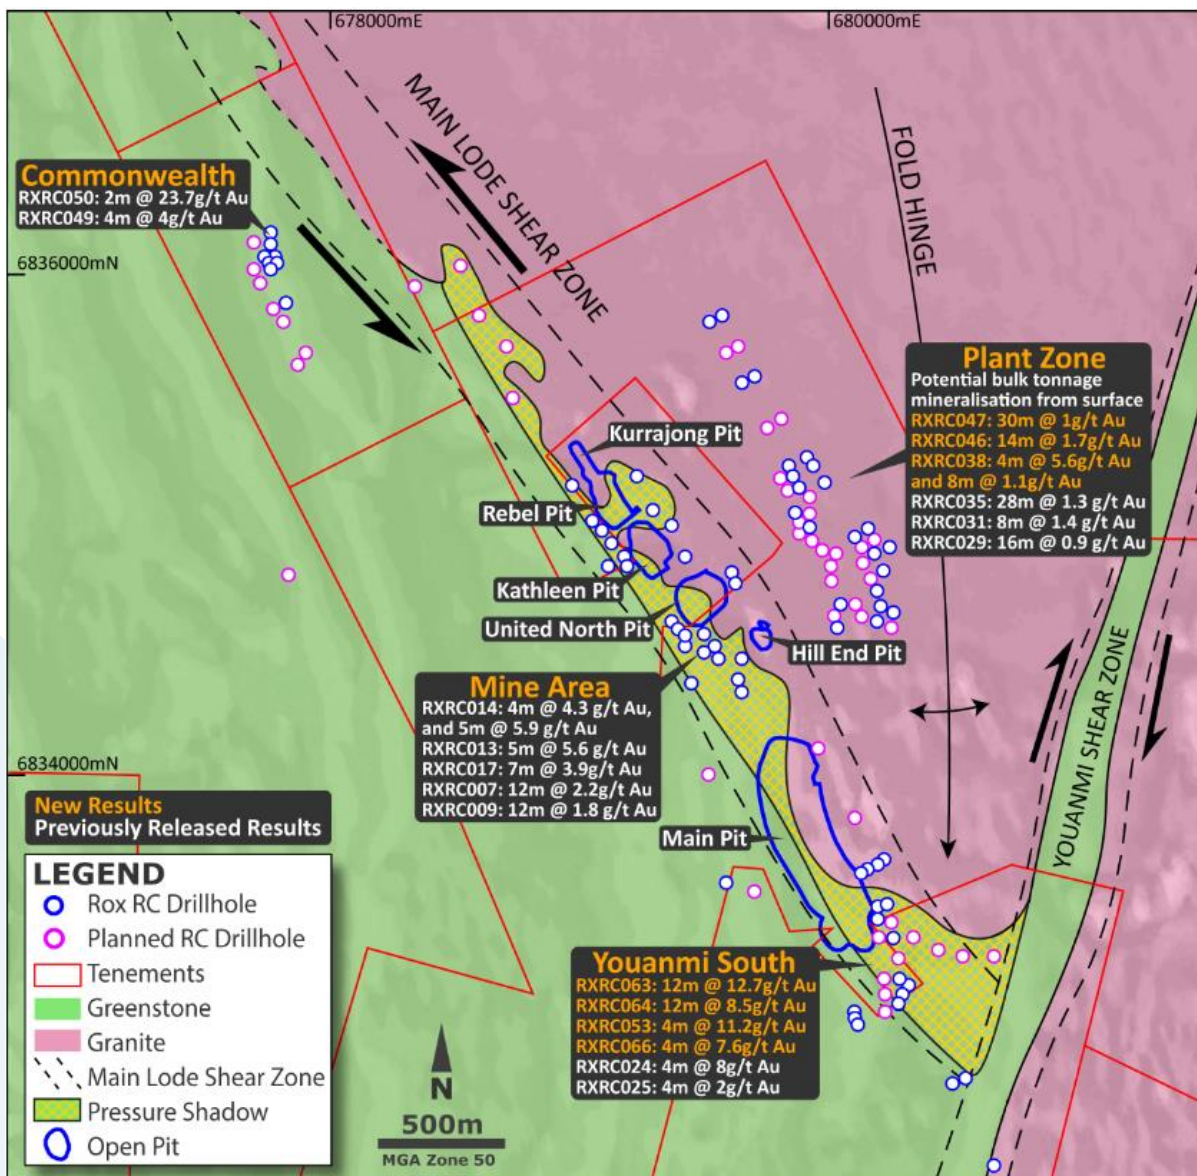 678000mE
680000mE
MAIN LODE SHEAR ZONE
FOLD HINGE
Commonwealth
RXRC050: 2m @ 23.7g/t Au
RXRC049: 4m @ 4g/t Au
6836000mN
Plant Zone
Potential bulk tonnage
mineralisation from surface
RXRC047: 30m @ 1g/t Au
RXRC046: 14m @ 1.7g/t Au
RXRC038: 4m @ 5.6g/t Au
and 8m @ 1.1g/t Au
RXRC035: 28m @ 1.3 g/t Au
RXRC031: 8m @ 1.4 g/t Au
RXRC029: 16m @ 0.9 g/t Au
Kurrajong Pit
Rebel Pit
Kathleen Pit
United North Pit
Hill End Pit
Mine Area
RXRC014: 4m @ 4.3 g/t Au,
and 5m @ 5.9 g/t Au
RXRC013: 5m @ 5.6 g/t Au
RXRC017: 7m @ 3.9g/t Au
RXRC007: 12m @ 2.2g/t Au
RXRC009: 12m @ 1.8 g/t Au
YOUANMI SHEAR ZONE
6834000mN
Main Pit
New Results
Previously Released Results
LEGEND
Rox RC Drillhole
Planned RC Drillhole
Tenements
Greenstone
Granite
Main Lode Shear Zone
Pressure Shadow
Open Pit
Youanmi South
RXRC063: 12m @ 12.7g/t Au
RXRC064: 12m @ 8.5g/t Au
RXRC053: 4m @ 11.2g/t Au
RXRC066: 4m @ 7.6g/t Au
RXRC024: 4m @ 8g/t Au
RXRC025: 4m @ 2g/t Au
N
500m
MGA Zone 50